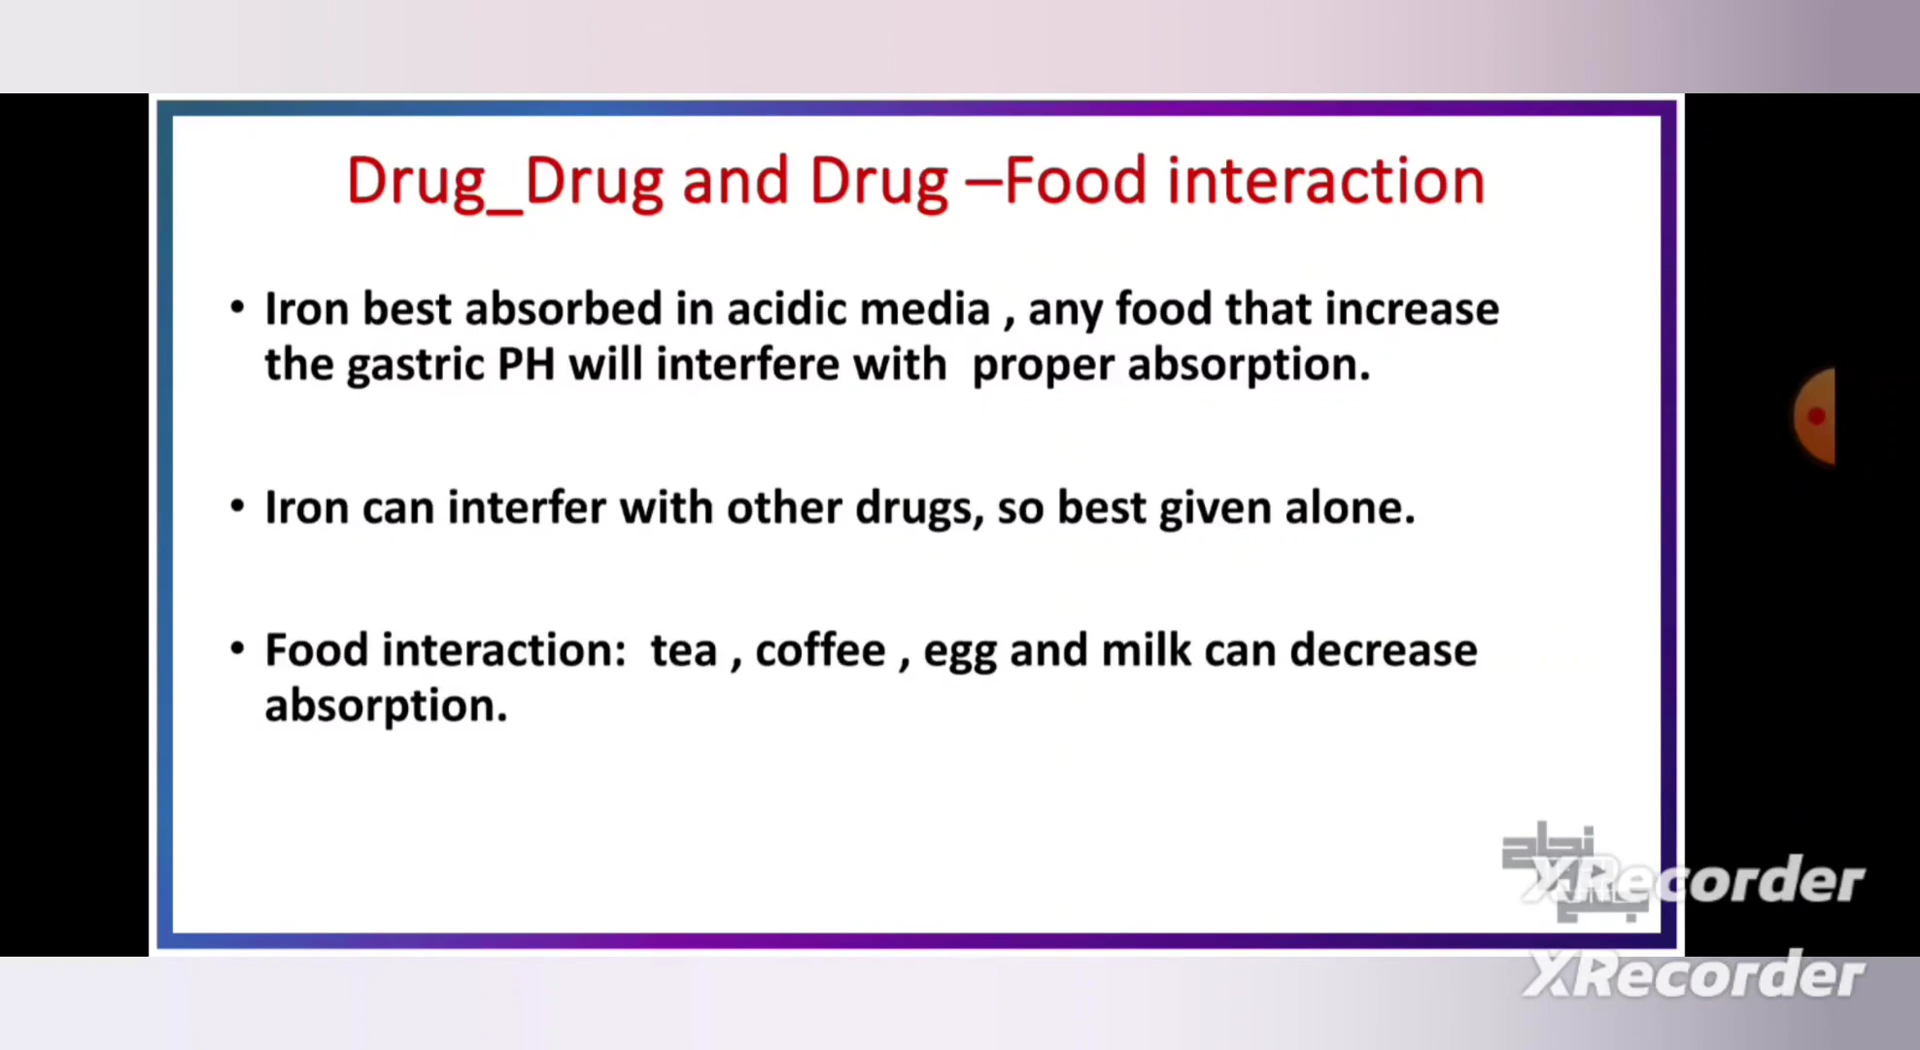 Drug_Drug and Drug –Food interaction
• Iron best absorbed in acidic media , any food that increase
the gastric PH will interfere with proper absorption.
• Iron can interfer with other drugs, so best given alone.
• Food interaction: tea , coffee , egg and milk can decrease
absorption.
نجاح
XRecorder
XRecorder